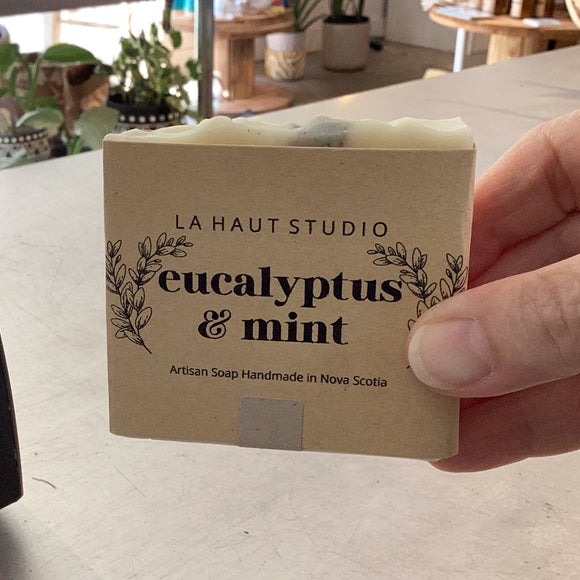 LA HAUT STUDIO
eucalyptus
& mint
Artisan Soap Handmade in Nova Scotia